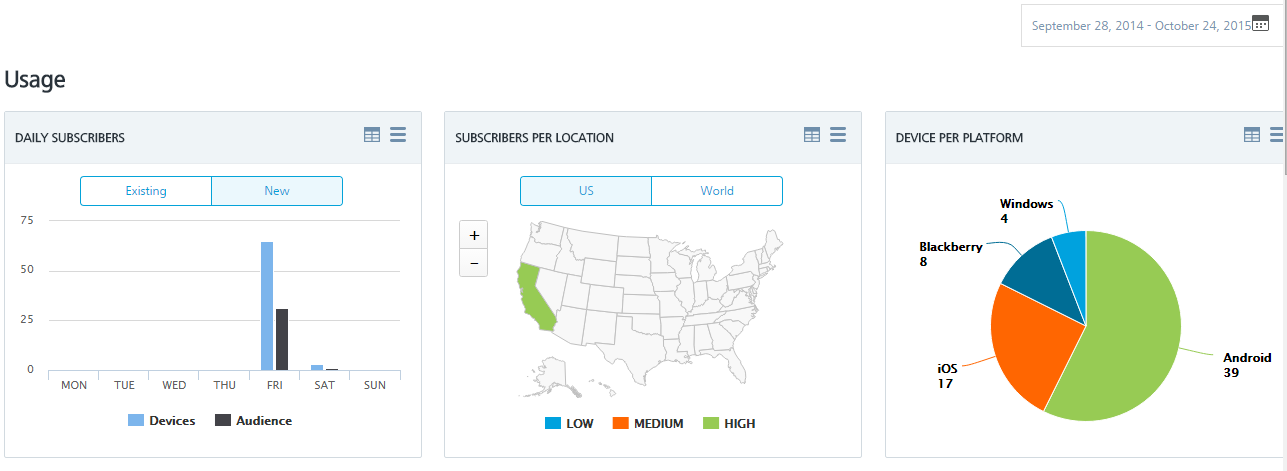 September 28, 2014 - October 24, 2015
Usage
DAILY SUBSCRIBERS
Existing
New
75
50
25
0
MON TUE WED THU FRI SAT SUN
Devices Audience
SUBSCRIBERS PER LOCATION
US
World
+
−
LOW MEDIUM HIGH
DEVICE PER PLATFORM
Windows
4
Blackberry
8
iOS
17
Android
39